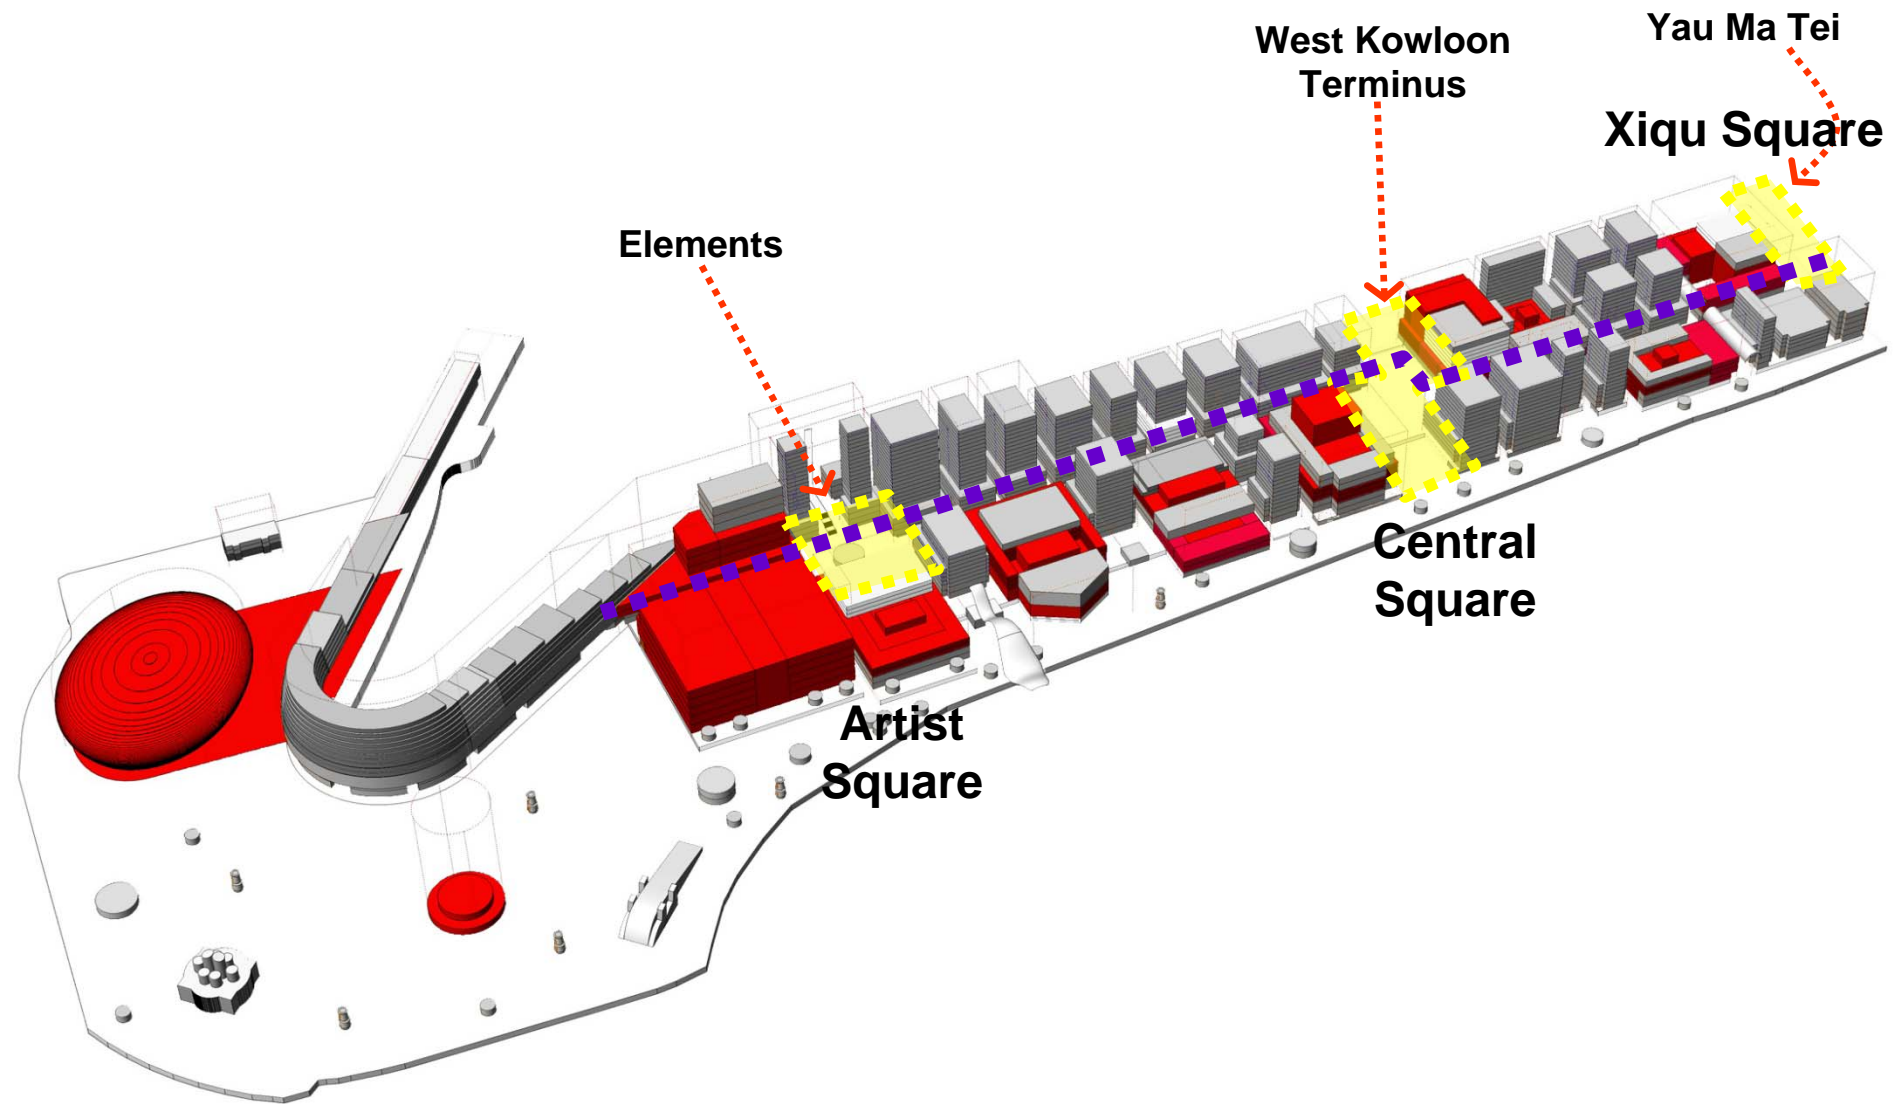 Yau Ma Tei
West Kowloon
Terminus
Xiqu Square
Elements
Central
Square
Artist
Square